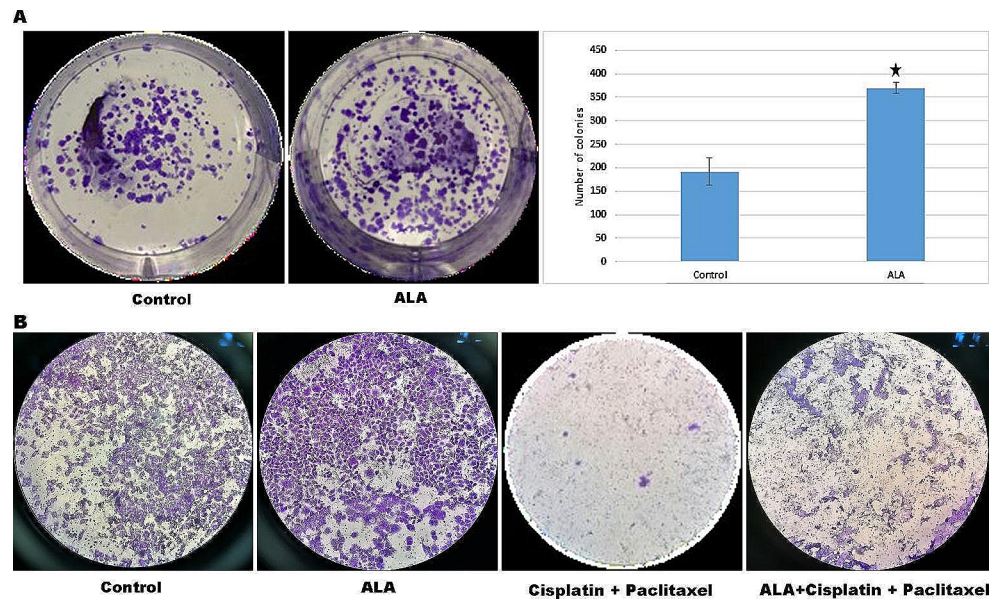 A
450
400
350
300
250
200
150
100
50
0
Number of colonies
Control
ALA
Control
ALA
B
Control
ALA
Cisplatin + Paclitaxel
ALA+Cisplatin + Paclitaxel